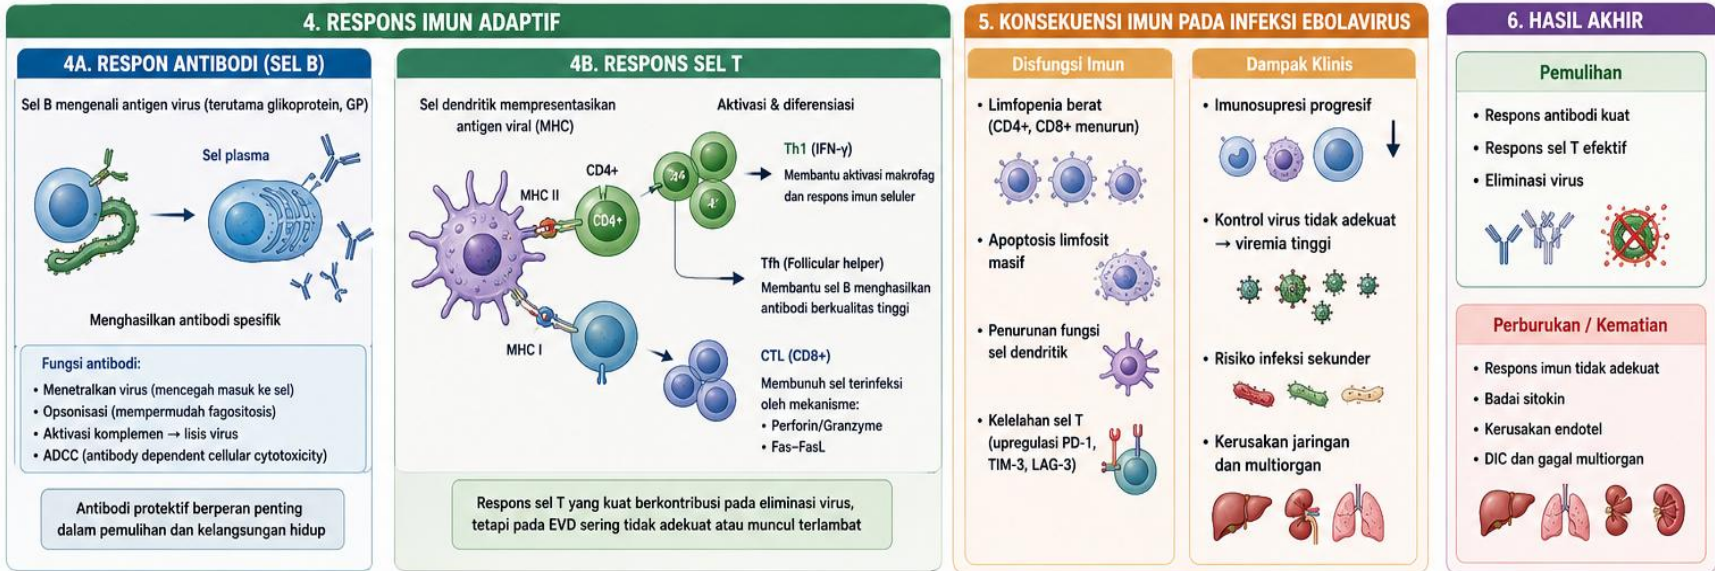 4. RESPONS IMUN ADAPTIF
4A. RESPON ANTIBODI (SEL B)
Sel B mengenali antigen virus (terutama glikoprotein, GP)
Sel plasma
Menghasilkan antibodi spesifik
Fungsi antibodi:
• Menetralkan virus (mencegah masuk ke sel)
• Opsonisasi (mempermudah fagositosis)
• Aktivasi komplemen → lisis virus
• ADCC (antibody dependent cellular cytotoxicity)
Antibodi protektif berperan penting
dalam pemulihan dan kelangsungan hidup
4B. RESPONS SEL T
Sel dendritik mempresentasikan
antigen viral (MHC)
Aktivasi & diferensiasi
MHC II
CD4+
CD4+
Th1 (IFN-γ)
Membantu aktivasi makrofag
dan respons imun seluler
Tfh (Follicular helper)
Membantu sel B menghasilkan
antibodi berkualitas tinggi
MHC I
CTL (CD8+)
Membunuh sel terinfeksi
oleh mekanisme:
• Perforin/Granzyme
• Fas–FasL
Respons sel T yang kuat berkontribusi pada eliminasi virus,
tetapi pada EVD sering tidak adekuat atau muncul terlambat
5. KONSEKUENSI IMUN PADA INFEKSI EBOLAVIRUS
Disfungsi Imun
• Limfopenia berat
(CD4+, CD8+ menurun)
• Apoptosis limfosit
masif
• Penurunan fungsi
sel dendritik
• Kelelahan sel T
(upregulasi PD-1,
TIM-3, LAG-3)
Dampak Klinis
• Imunosupresi progresif
• Kontrol virus tidak adekuat
→ viremia tinggi
• Risiko infeksi sekunder
• Kerusakan jaringan
dan multiorgan
6. HASIL AKHIR
Pemulihan
• Respons antibodi kuat
• Respons sel T efektif
• Eliminasi virus
Perburukan / Kematian
• Respons imun tidak adekuat
• Badai sitokin
• Kerusakan endotel
• DIC dan gagal multiorgan